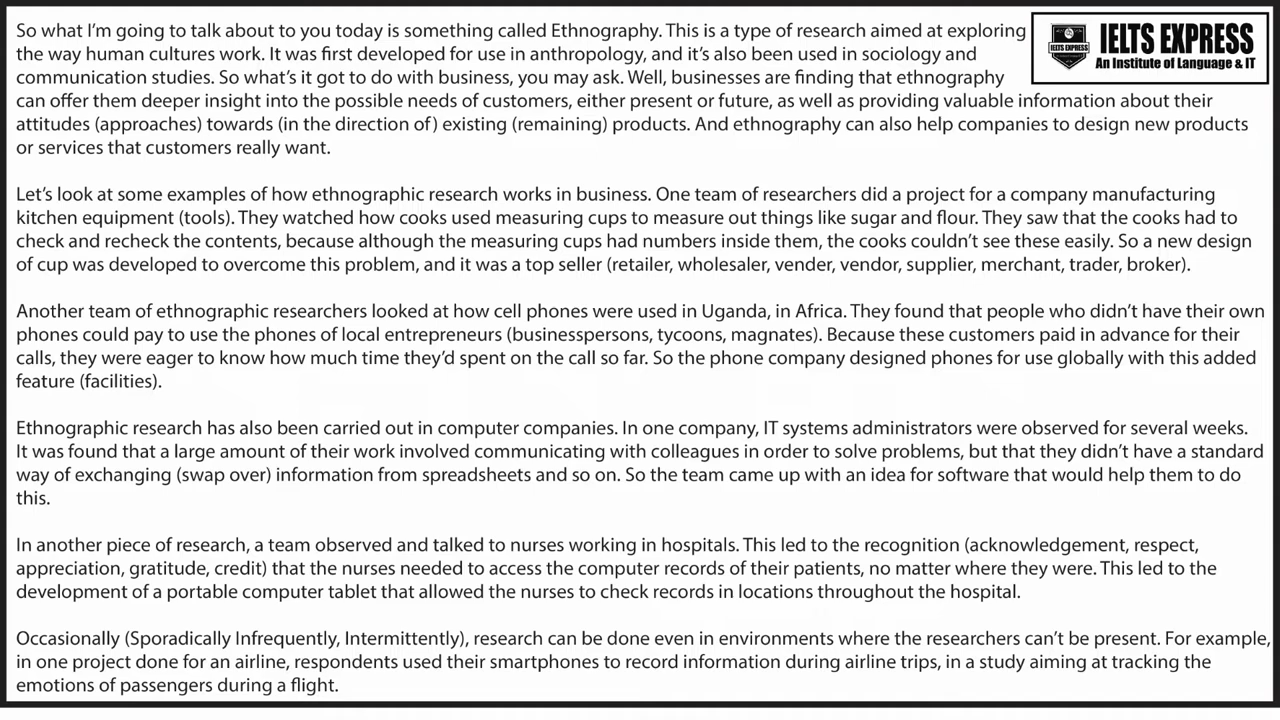 So what I'm going to talk about to you today is something called Ethnography. This is a type of research aimed at exploring
the way human cultures work. It was first developed for use in anthropology, and it's also been used in sociology and
communication studies. So what's it got to do with business, you may ask. Well, businesses are finding that ethnography
can offer them deeper insight into the possible needs of customers, either present or future, as well as providing valuable information about their
attitudes (approaches) towards (in the direction of) existing (remaining) products. And ethnography can also help companies to design new products
or services that customers really want.
IELTS EXPRESS
IELTS EXPRESS
An Institute of Language & IT
Let's look at some examples of how ethnographic research works in business. One team of researchers did a project for a company manufacturing
kitchen equipment (tools). They watched how cooks used measuring cups to measure out things like sugar and flour. They saw that the cooks had to
check and recheck the contents, because although the measuring cups had numbers inside them, the cooks couldn't see these easily. So a new design
of cup was developed to overcome this problem, and it was a top seller (retailer, wholesaler, vender, vendor, supplier, merchant, trader, broker).
Another team of ethnographic researchers looked at how cell phones were used in Uganda, in Africa. They found that people who didn't have their own
phones could pay to use the phones of local entrepreneurs (businesspersons, tycoons, magnates). Because these customers paid in advance for their
calls, they were eager to know how much time they'd spent on the call so far. So the phone company designed phones for use globally with this added
feature (facilities).
Ethnographic research has also been carried out in computer companies. In one company, IT systems administrators were observed for several weeks.
It was found that a large amount of their work involved communicating with colleagues in order to solve problems, but that they didn't have a standard
way of exchanging (swap over) information from spreadsheets and so on. So the team came up with an idea for software that would help them to do
this.
In another piece of research, a team observed and talked to nurses working in hospitals. This led to the recognition (acknowledgement, respect,
appreciation, gratitude, credit) that the nurses needed to access the computer records of their patients, no matter where they were. This led to the
development of a portable computer tablet that allowed the nurses to check records in locations throughout the hospital.
Occasionally (Sporadically Infrequently, Intermittently), research can be done even in environments where the researchers can't be present. For example,
in one project done for an airline, respondents used their smartphones to record information during airline trips, in a study aiming at tracking the
emotions of passengers during a flight.